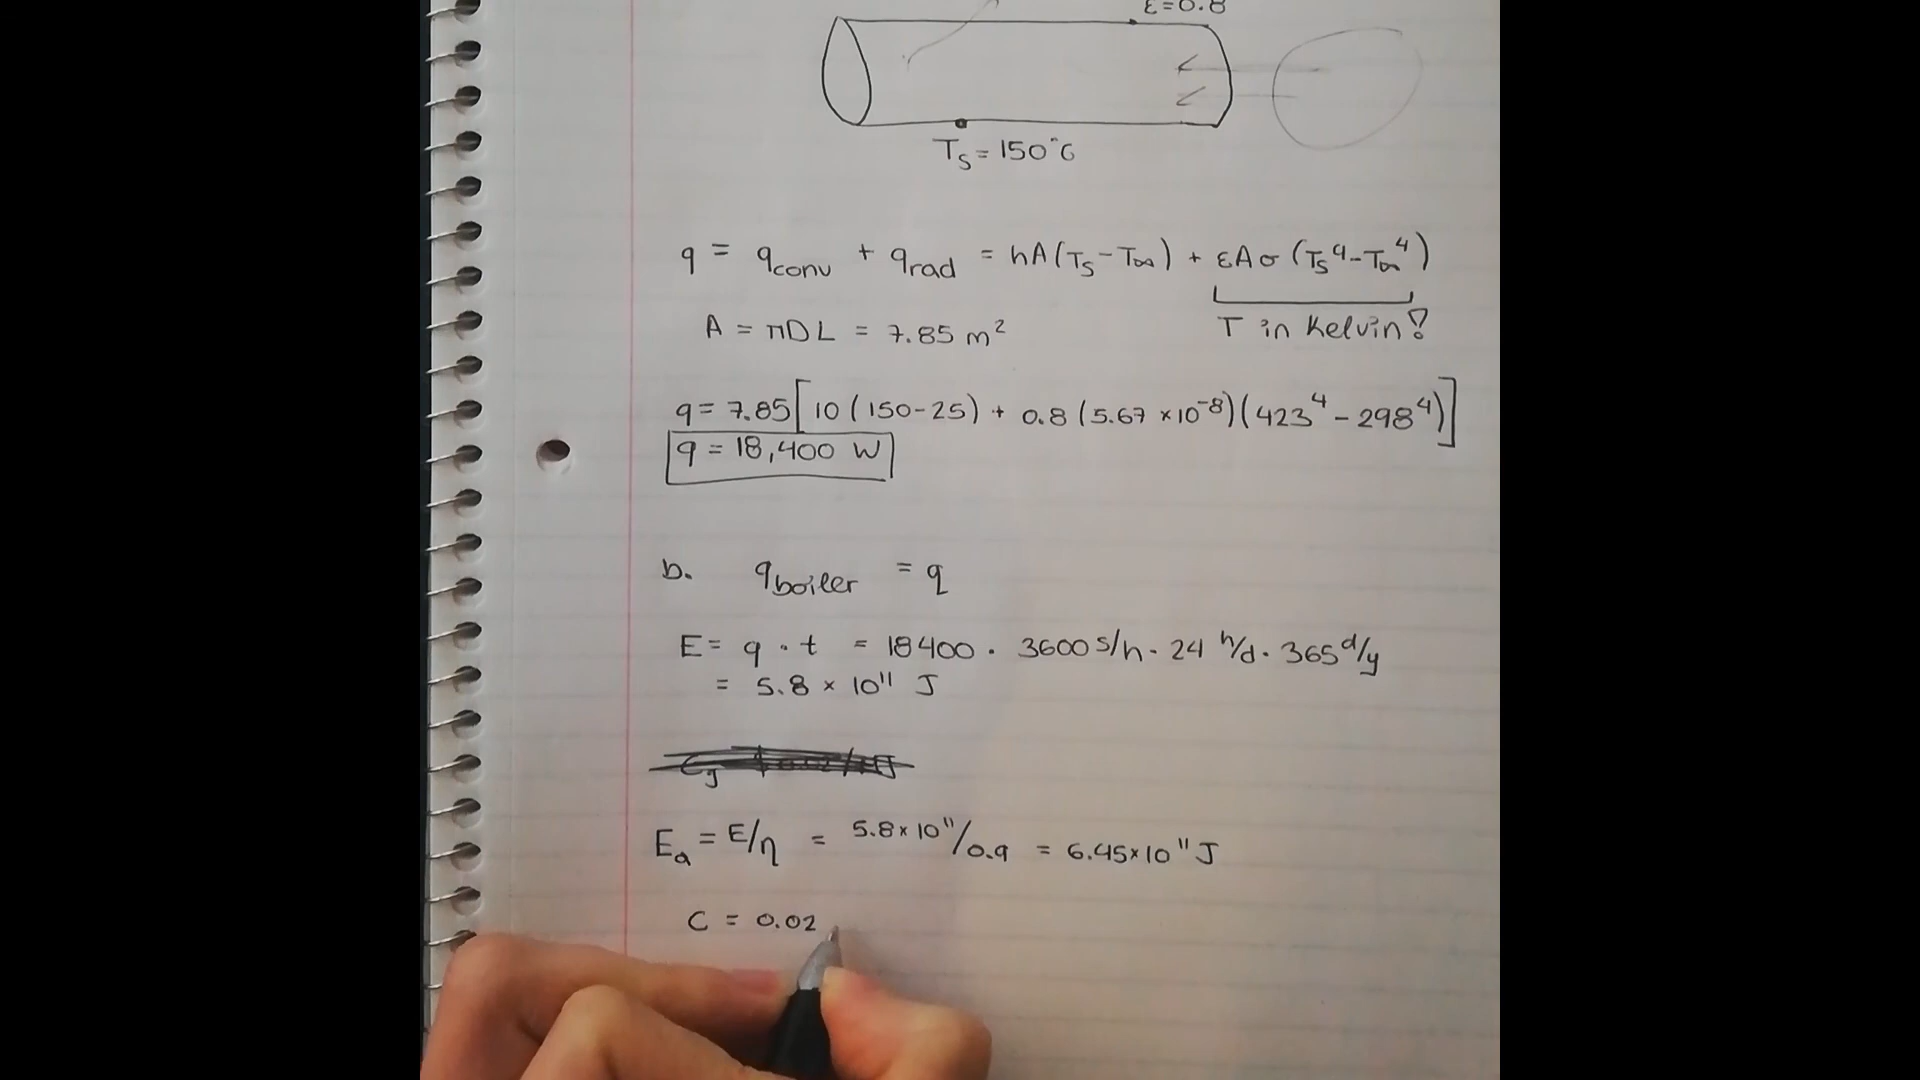 ε=0.8
Ts = 150°C
q = qconv + qrad = hA(Ts - T∞) + εAσ(Ts⁴ - T∞⁴)
A = πDL = 7.85 m²
T in Kelvin!
q = 7.85[10(150-25) + 0.8(5.67 × 10⁻⁸)(423⁴ - 298⁴)]
q = 18,400 W
b. qboiler = q
E = q · t = 18400 · 3600 s/h · 24 h/d · 365 d/y
= 5.8 × 10¹¹ J
Ea = E/η = 5.8 × 10¹¹/0.9 = 6.45 × 10¹¹ J
C = 0.02